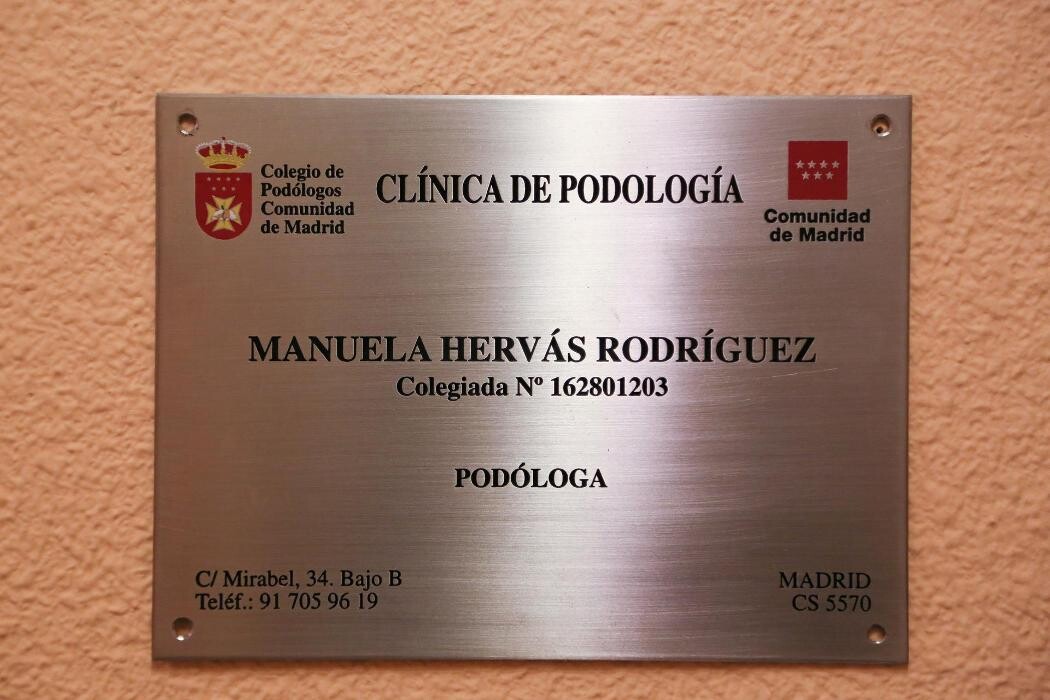 Colegio de
Podólogos
Comunidad
de Madrid
CLÍNICA DE PODOLOGÍA
Comunidad
de Madrid
MANUELA HERVÁS RODRÍGUEZ
Colegiada Nº 162801203
PODÓLOGA
C/ Mirabel, 34. Bajo B
Teléf.: 91 705 96 19
MADRID
CS 5570